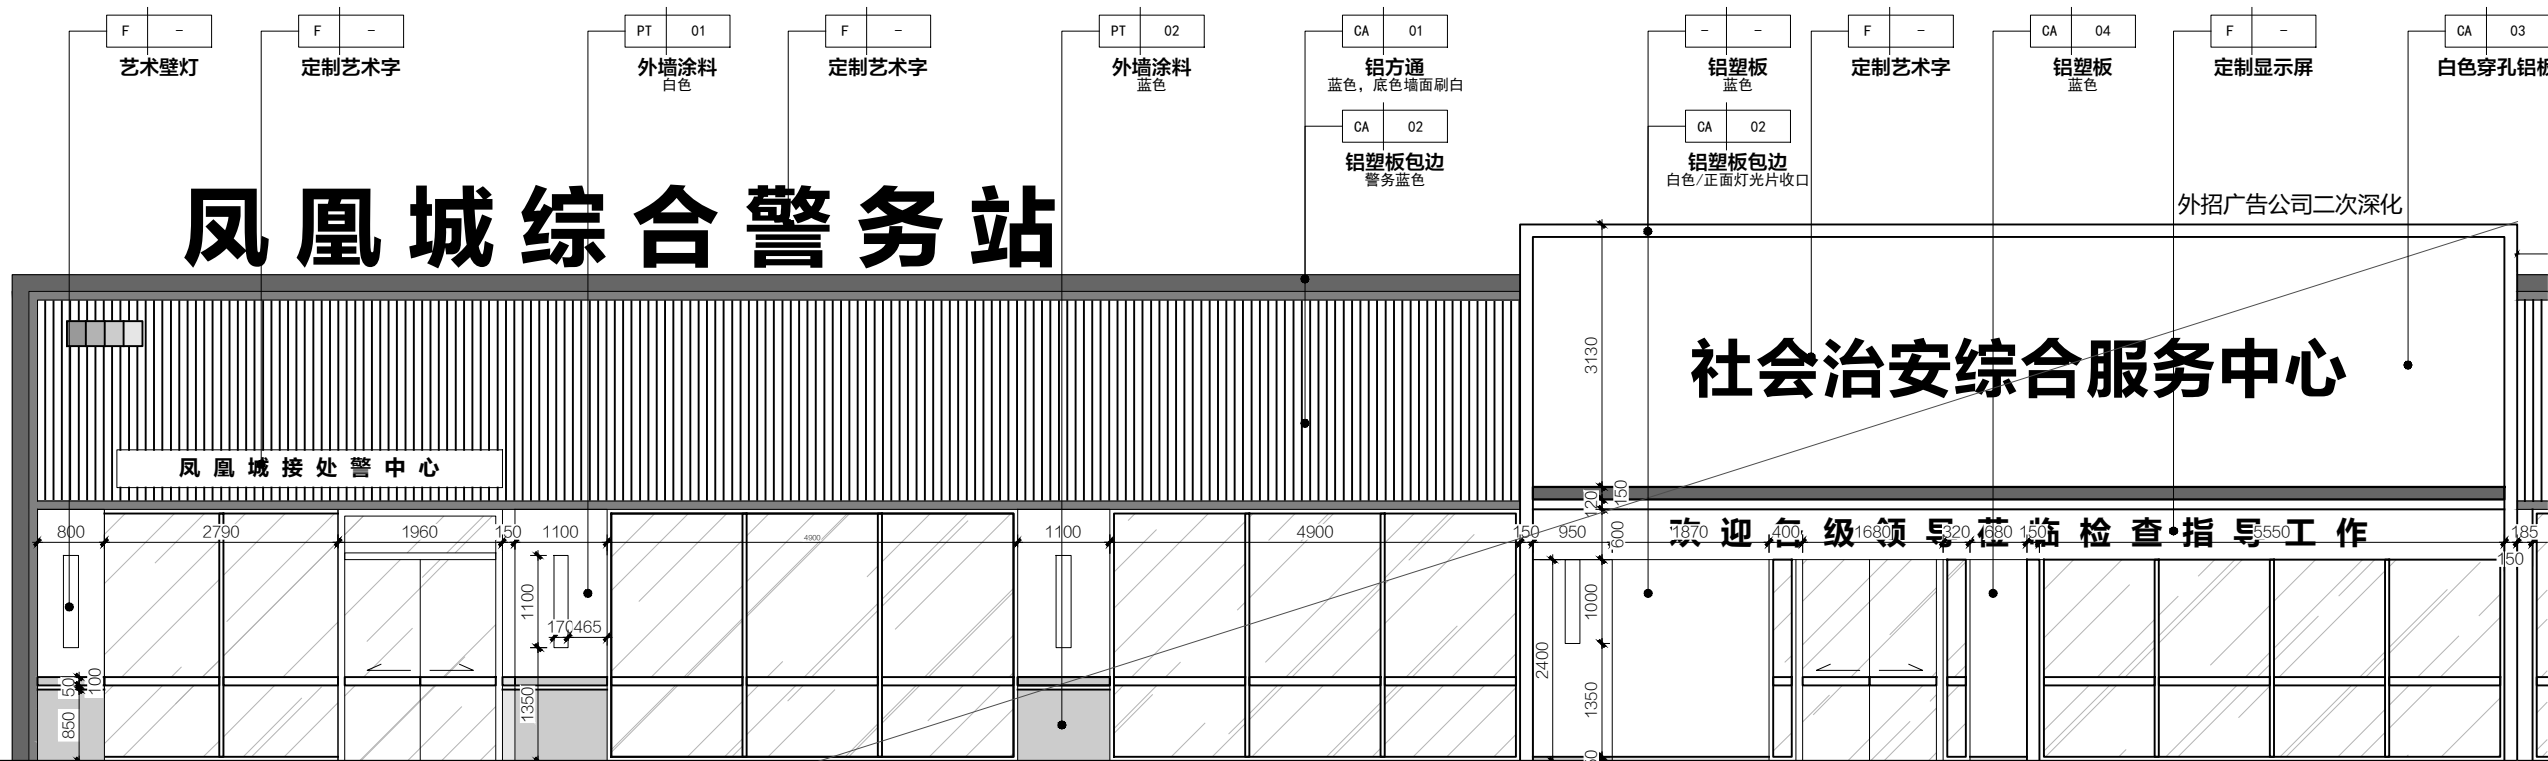 F - F - PT 01 F - PT 02 CA 01 - - F - CA 04 F - CA 03
艺术壁灯 定制艺术字 外墙涂料 定制艺术字 外墙涂料 铝方通 铝塑板 定制艺术字 铝塑板 定制显示屏 白色穿孔铝板
白色 蓝色 蓝色，底色墙面刷白 蓝色 蓝色
CA 02 CA 02
铝塑板包边 铝塑板包边
警务蓝色 白色/正面灯光片收口
外招广告公司二次深化
凤凰城综合警务站
社会治安综合服务中心
3130
凤凰城接处警中心
120 150
欢迎各级领导莅临检查指导工作
800 2790 1960 150 1100 4900 1100 4900 150 950 600 1870 400 1680 320 680 150 5550 185
150
1100 1000
170 465
2400
50 100
850 1350 1350